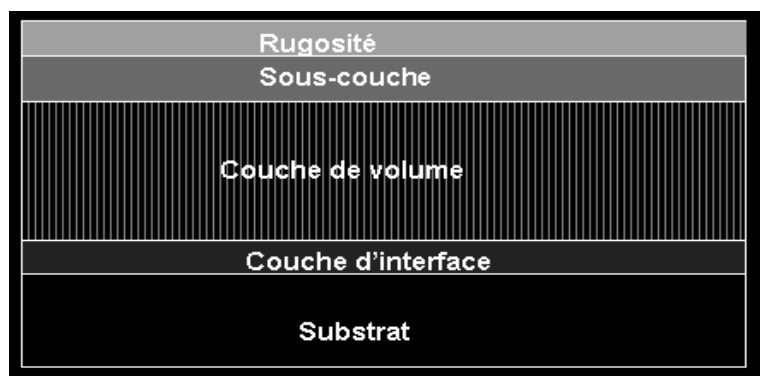 Rugosité
Sous-couche
Couche de volume
Couche d'interface
Substrat